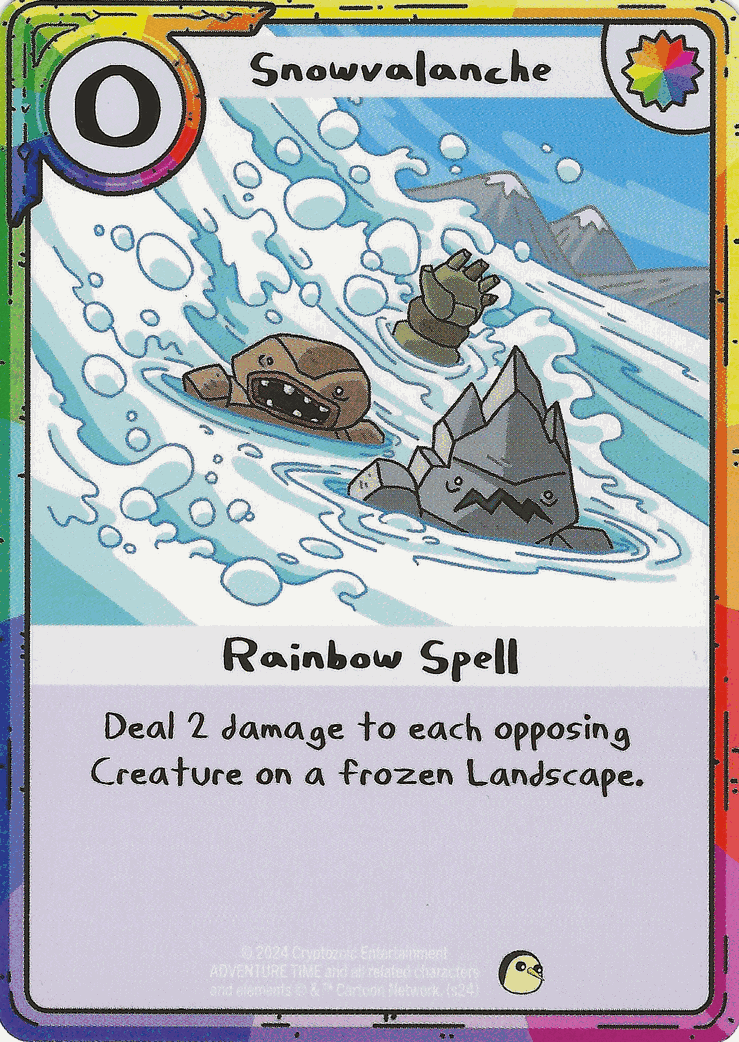 0
Snowvalanche
Rainbow Spell
Deal 2 damage to each opposing
Creature on a frozen Landscape.
© 2024 Cryptozoic Entertainment
ADVENTURE TIME and all related characters
and elements © & ™ Cartoon Network. (s24)